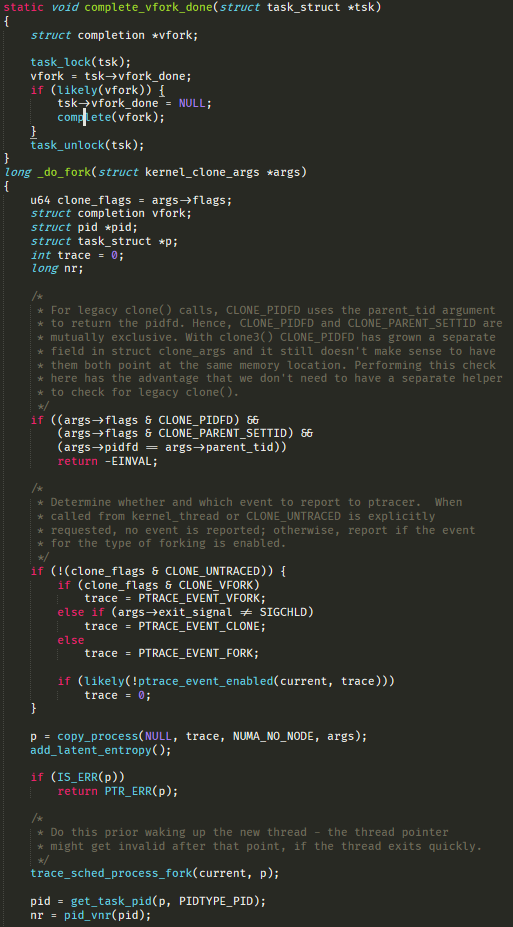 static void complete_vfork_done(struct task_struct *tsk)
{
    struct completion *vfork;

    task_lock(tsk);
    vfork = tsk->vfork_done;
    if (likely(vfork)) {
        tsk->vfork_done = NULL;
        complete(vfork);
    }
    task_unlock(tsk);
}
long _do_fork(struct kernel_clone_args *args)
{
    u64 clone_flags = args->flags;
    struct completion vfork;
    struct pid *pid;
    struct task_struct *p;
    int trace = 0;
    long nr;

    /*
     * For legacy clone() calls, CLONE_PIDFD uses the parent_tid argument
     * to return the pidfd. Hence, CLONE_PIDFD and CLONE_PARENT_SETTID are
     * mutually exclusive. With clone3() CLONE_PIDFD has grown a separate
     * field in struct clone_args and it still doesn't make sense to have
     * them both point at the same memory location. Performing this check
     * here has the advantage that we don't need to have a separate helper
     * to check for legacy clone().
     */
    if ((args->flags & CLONE_PIDFD) &&
        (args->flags & CLONE_PARENT_SETTID) &&
        (args->pidfd == args->parent_tid))
        return -EINVAL;

    /*
     * Determine whether and which event to report to ptracer.  When
     * called from kernel_thread or CLONE_UNTRACED is explicitly
     * requested, no event is reported; otherwise, report if the event
     * for the type of forking is enabled.
     */
    if (!(clone_flags & CLONE_UNTRACED)) {
        if (clone_flags & CLONE_VFORK)
            trace = PTRACE_EVENT_VFORK;
        else if (args->exit_signal != SIGCHLD)
            trace = PTRACE_EVENT_CLONE;
        else
            trace = PTRACE_EVENT_FORK;

        if (likely(!ptrace_event_enabled(current, trace)))
            trace = 0;
    }

    p = copy_process(NULL, trace, NUMA_NO_NODE, args);
    add_latent_entropy();

    if (IS_ERR(p))
        return PTR_ERR(p);

    /*
     * Do this prior waking up the new thread - the thread pointer
     * might get invalid after that point, if the thread exits quickly.
     */
    trace_sched_process_fork(current, p);

    pid = get_task_pid(p, PIDTYPE_PID);
    nr = pid_vnr(pid);